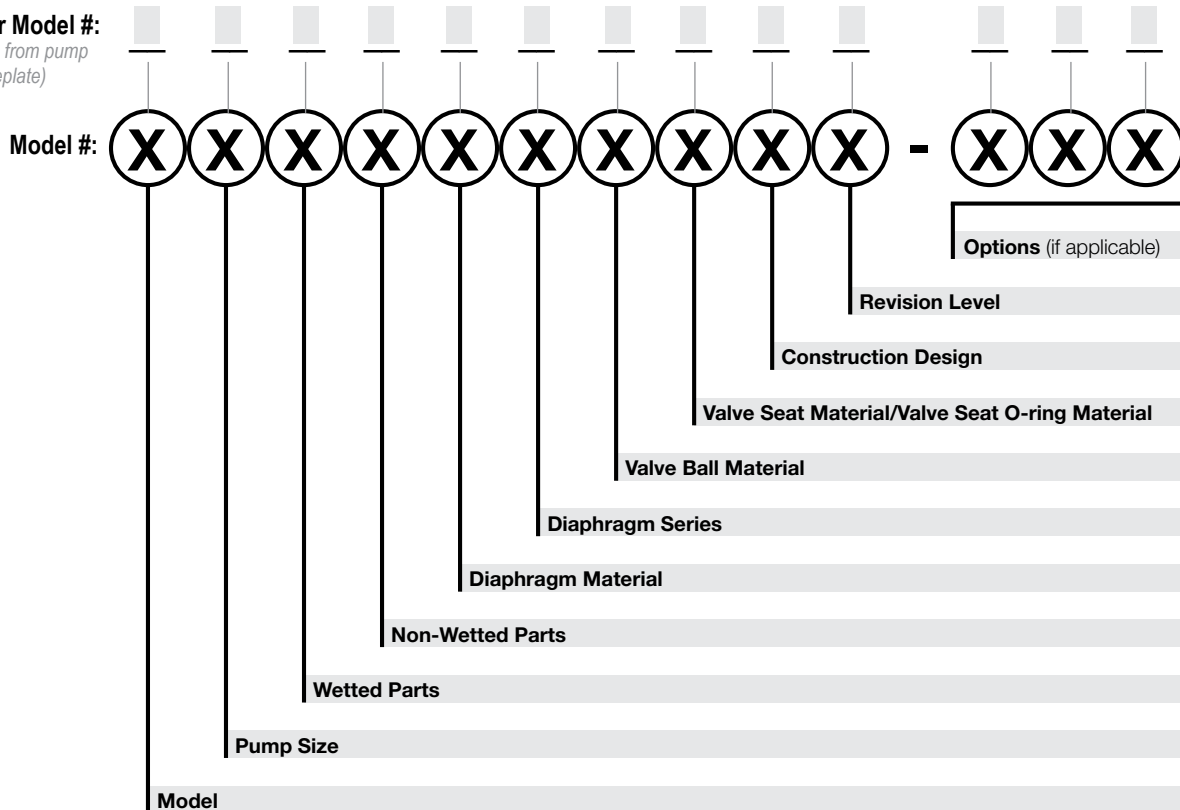 r Model #:
from pump
eplate)
Model #: X X X X X X X X X X - X X X
Options (if applicable)
Revision Level
Construction Design
Valve Seat Material/Valve Seat O-ring Material
Valve Ball Material
Diaphragm Series
Diaphragm Material
Non-Wetted Parts
Wetted Parts
Pump Size
Model